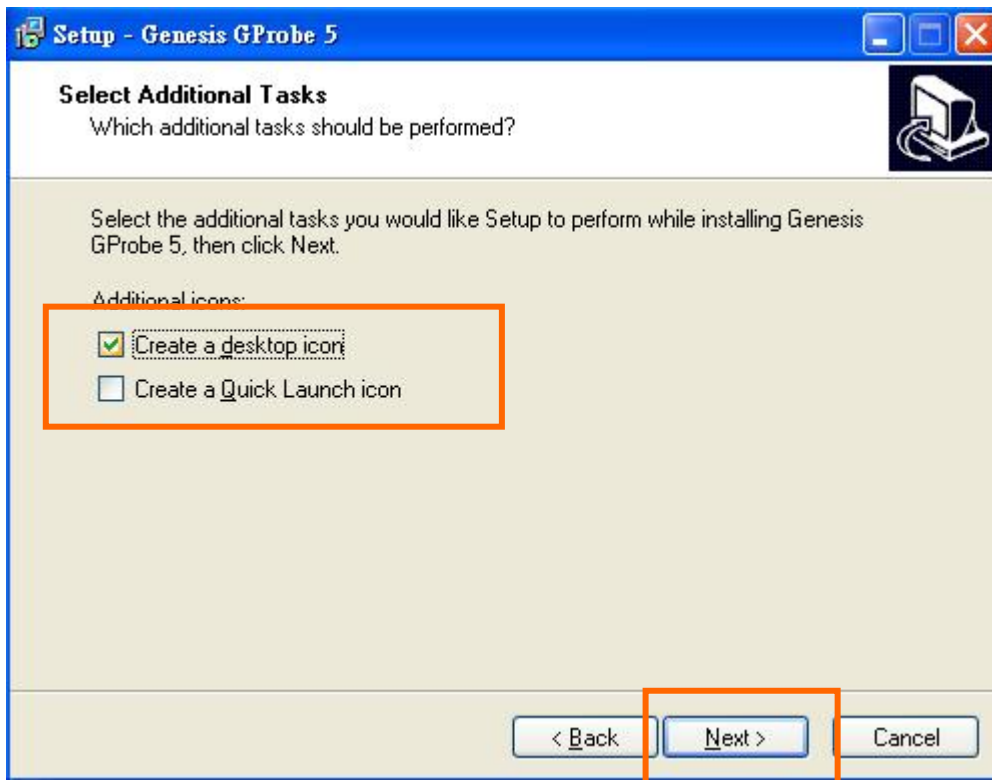 Setup - Genesis GProbe 5
Select Additional Tasks
Which additional tasks should be performed?
Select the additional tasks you would like Setup to perform while installing Genesis
GProbe 5, then click Next.
Additional icons:
Create a desktop icon
Create a Quick Launch icon
< Back
Next >
Cancel